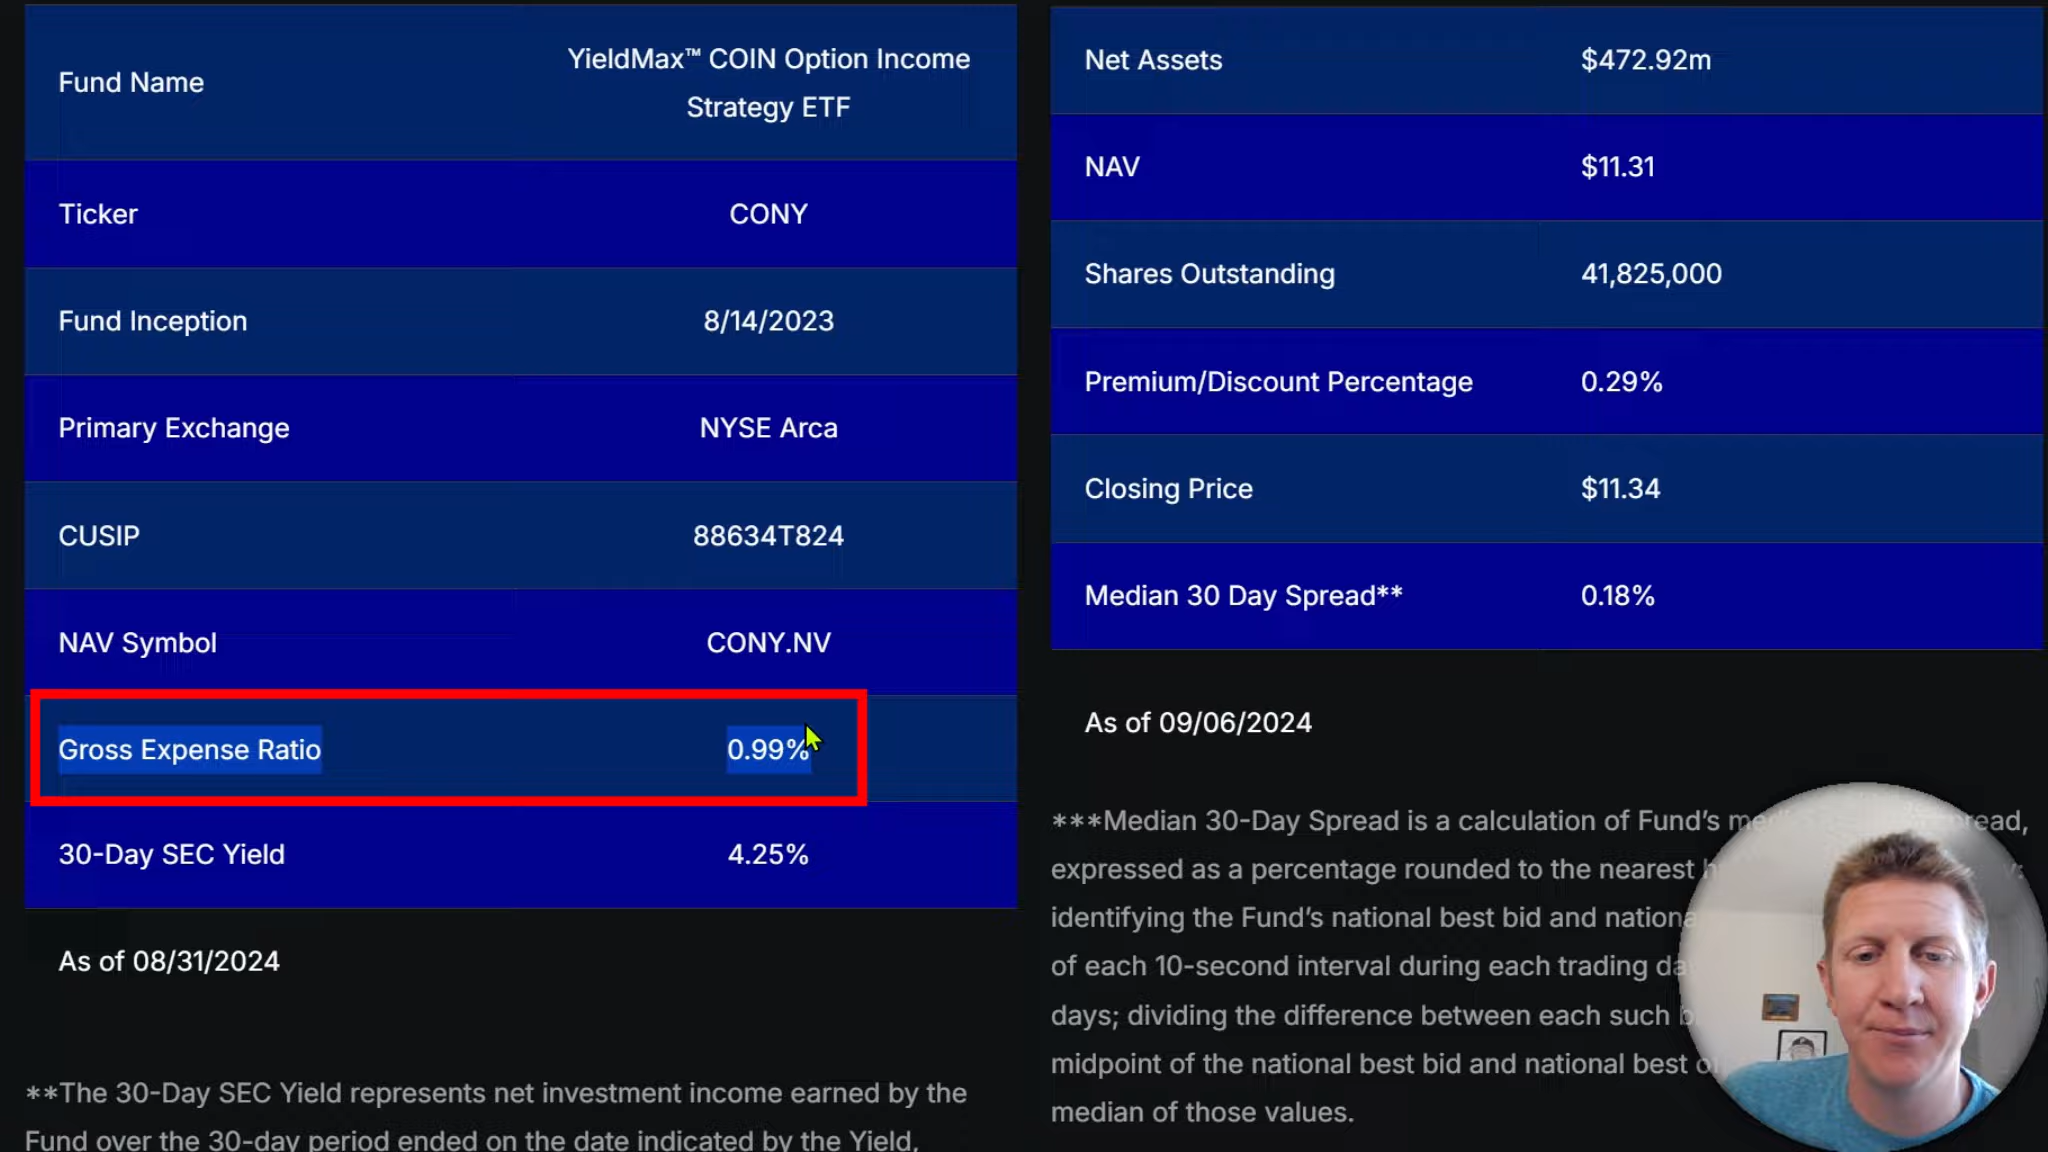 Fund Name
YieldMax™ COIN Option Income
Strategy ETF
Ticker
CONY
Fund Inception
8/14/2023
Primary Exchange
NYSE Arca
CUSIP
88634T824
NAV Symbol
CONY.NV
Gross Expense Ratio
0.99%
30-Day SEC Yield
4.25%
As of 08/31/2024
**The 30-Day SEC Yield represents net investment income earned by the
Fund over the 30-day period ended on the date indicated by the Yield,
Net Assets
$472.92m
NAV
$11.31
Shares Outstanding
41,825,000
Premium/Discount Percentage
0.29%
Closing Price
$11.34
Median 30 Day Spread**
0.18%
As of 09/06/2024
***Median 30-Day Spread is a calculation of Fund’s
expressed as a percentage rounded to the nearest
identifying the Fund’s national best bid and
of each 10-second interval during each trading
days; dividing the difference between each such
midpoint of the national best bid and national best
median of those values.